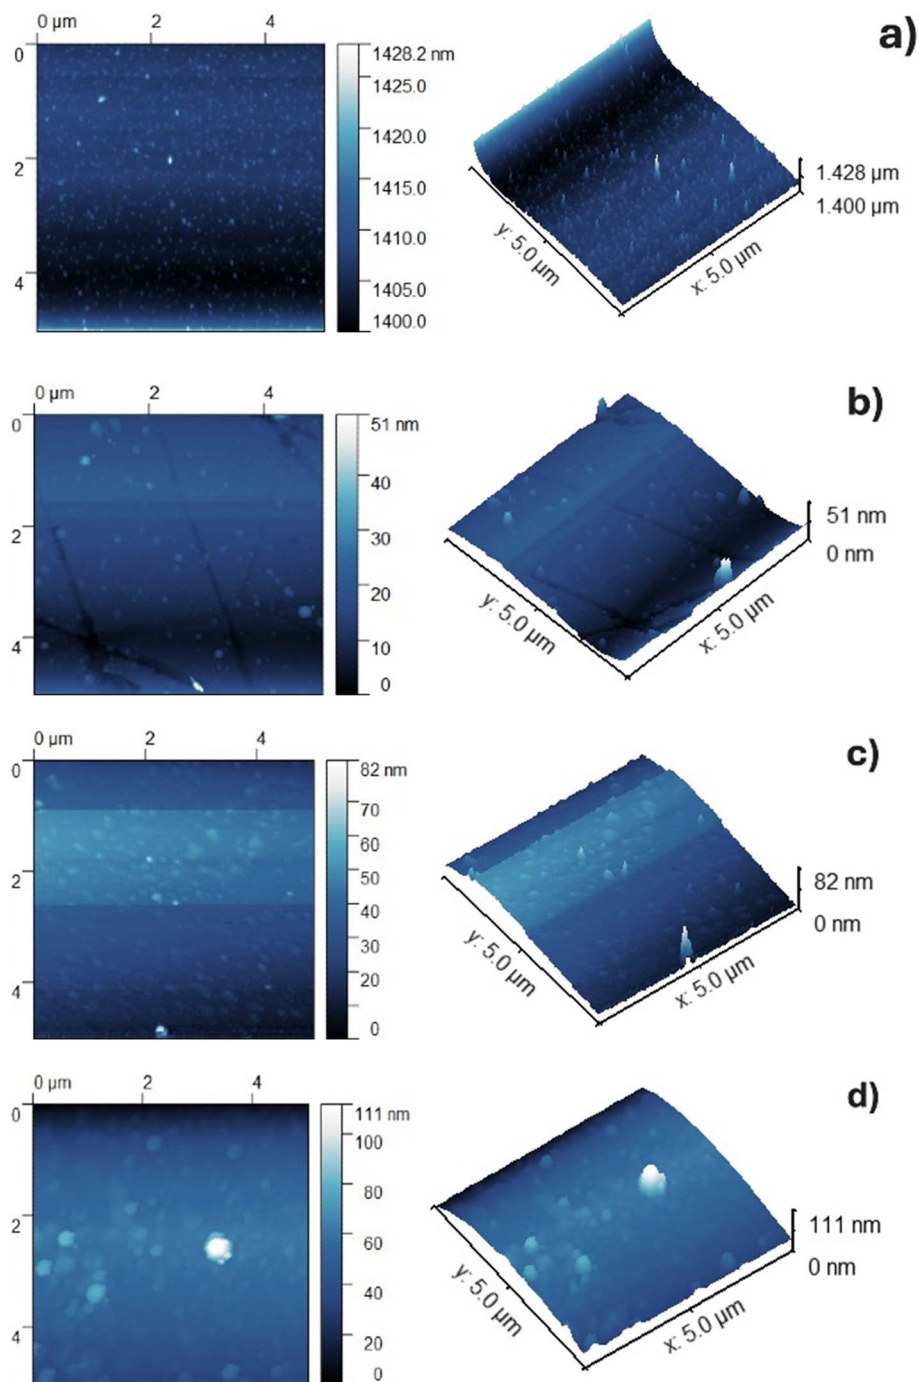 0 µm 2 4
a)
0
2
4
1428.2 nm
1425.0
1420.0
1415.0
1410.0
1405.0
1400.0
1.428 µm
1.400 µm
y: 5.0 µm
x: 5.0 µm
0 µm 2 4
b)
0
2
4
51 nm
40
30
20
10
0
51 nm
0 nm
y: 5.0 µm
x: 5.0 µm
0 µm 2 4
c)
0
2
4
82 nm
70
60
50
40
30
20
0
82 nm
0 nm
y: 5.0 µm
x: 5.0 µm
0 µm 2 4
d)
0
2
4
111 nm
100
80
60
40
20
0
111 nm
0 nm
y: 5.0 µm
x: 5.0 µm